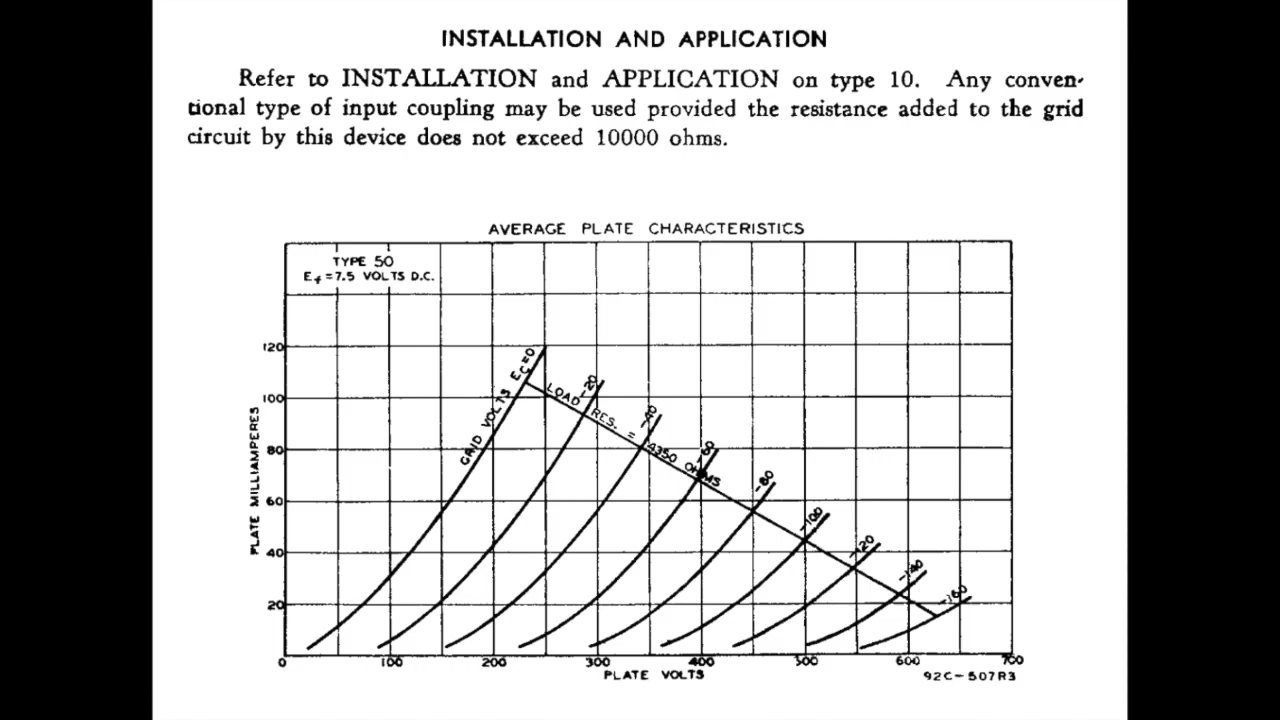 INSTALLATION AND APPLICATION
Refer to INSTALLATION and APPLICATION on type 10. Any conven-
tional type of input coupling may be used provided the resistance added to the grid
circuit by this device does not exceed 10000 ohms.
AVERAGE PLATE CHARACTERISTICS
TYPE 50
Ef=7.5 VOLTS D.C.
PLATE MILLIAMPERES
120
100
80
60
40
20
GRID VOLTS EC=0
-20
-40
-60
-80
-100
-120
-140
-160
LOAD RES. = 4350 OHMS
0 100 200 300 400 500 600 700
PLATE VOLTS
92C-507R3